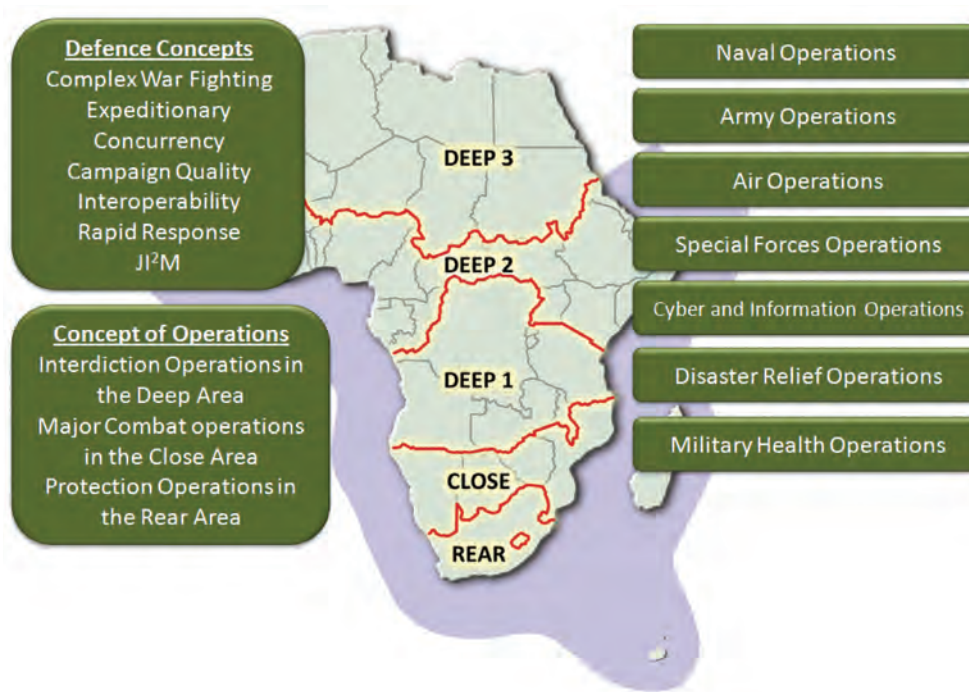 Defence Concepts
Complex War Fighting
Expeditionary
Concurrency
Campaign Quality
Interoperability
Rapid Response
JI²M
Concept of Operations
Interdiction Operations in
the Deep Area
Major Combat operations
in the Close Area
Protection Operations in
the Rear Area
DEEP 3
DEEP 2
DEEP 1
CLOSE
REAR
Naval Operations
Army Operations
Air Operations
Special Forces Operations
Cyber and Information Operations
Disaster Relief Operations
Military Health Operations